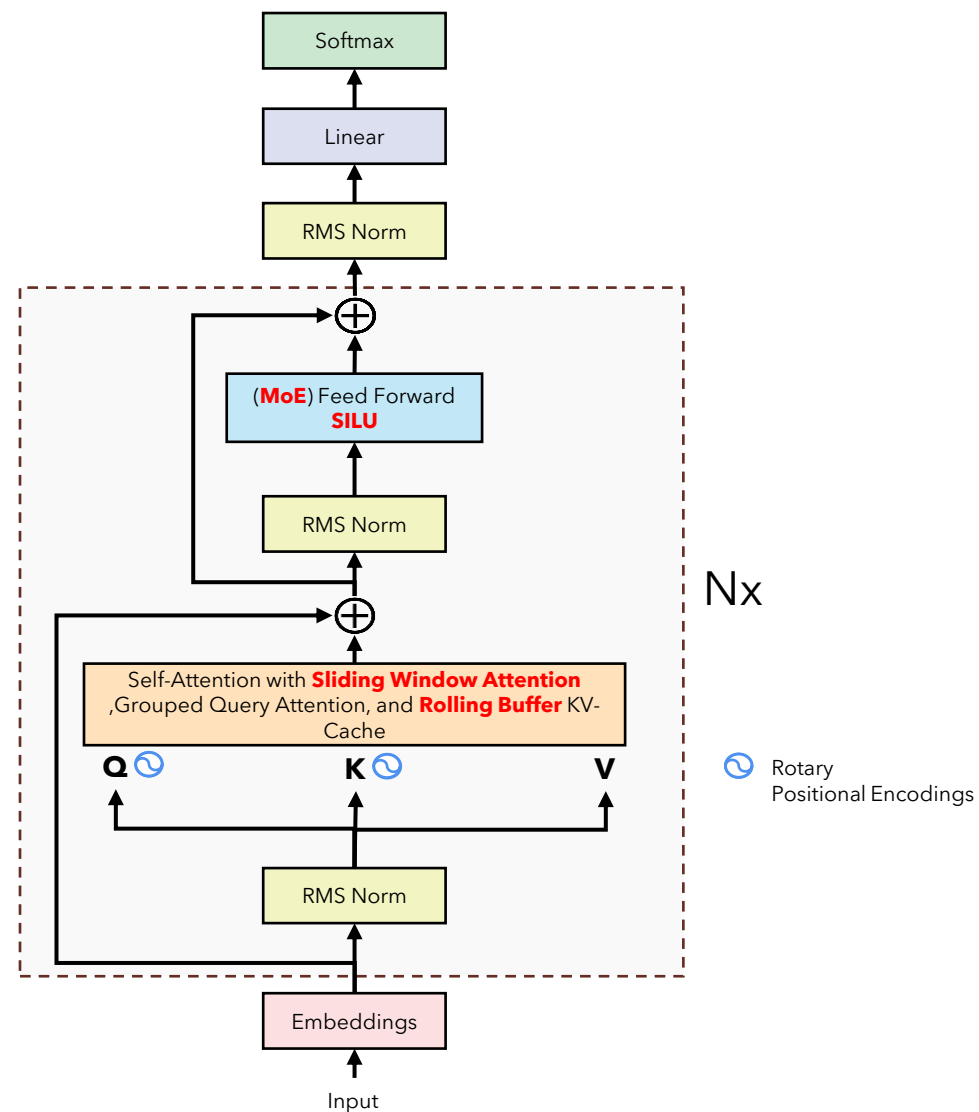 Softmax
Linear
RMS Norm
(MoE) Feed Forward
SILU
RMS Norm
Nx
Self-Attention with Sliding Window Attention
,Grouped Query Attention, and Rolling Buffer KV-
Cache
Q K V
Rotary
Positional Encodings
RMS Norm
Embeddings
Input